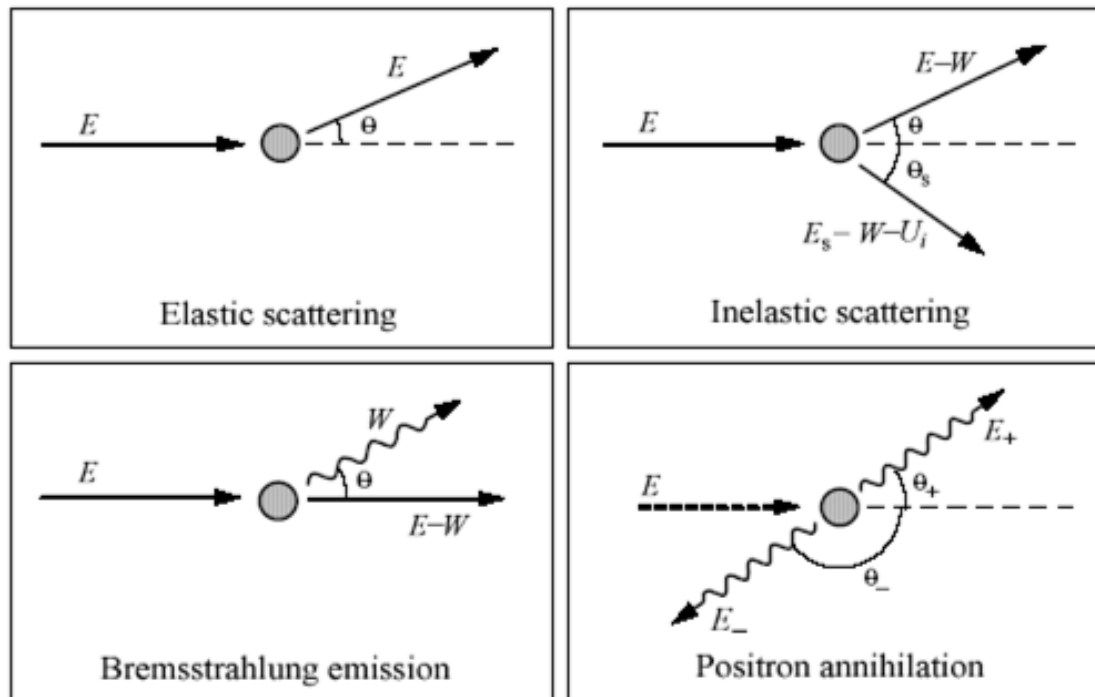 E
E
θ
Elastic scattering
E
E−W
θ
θs
Es− W−Ui
Inelastic scattering
E
W
θ
E−W
Bremsstrahlung emission
E
E+
θ+
θ−
E−
Positron annihilation